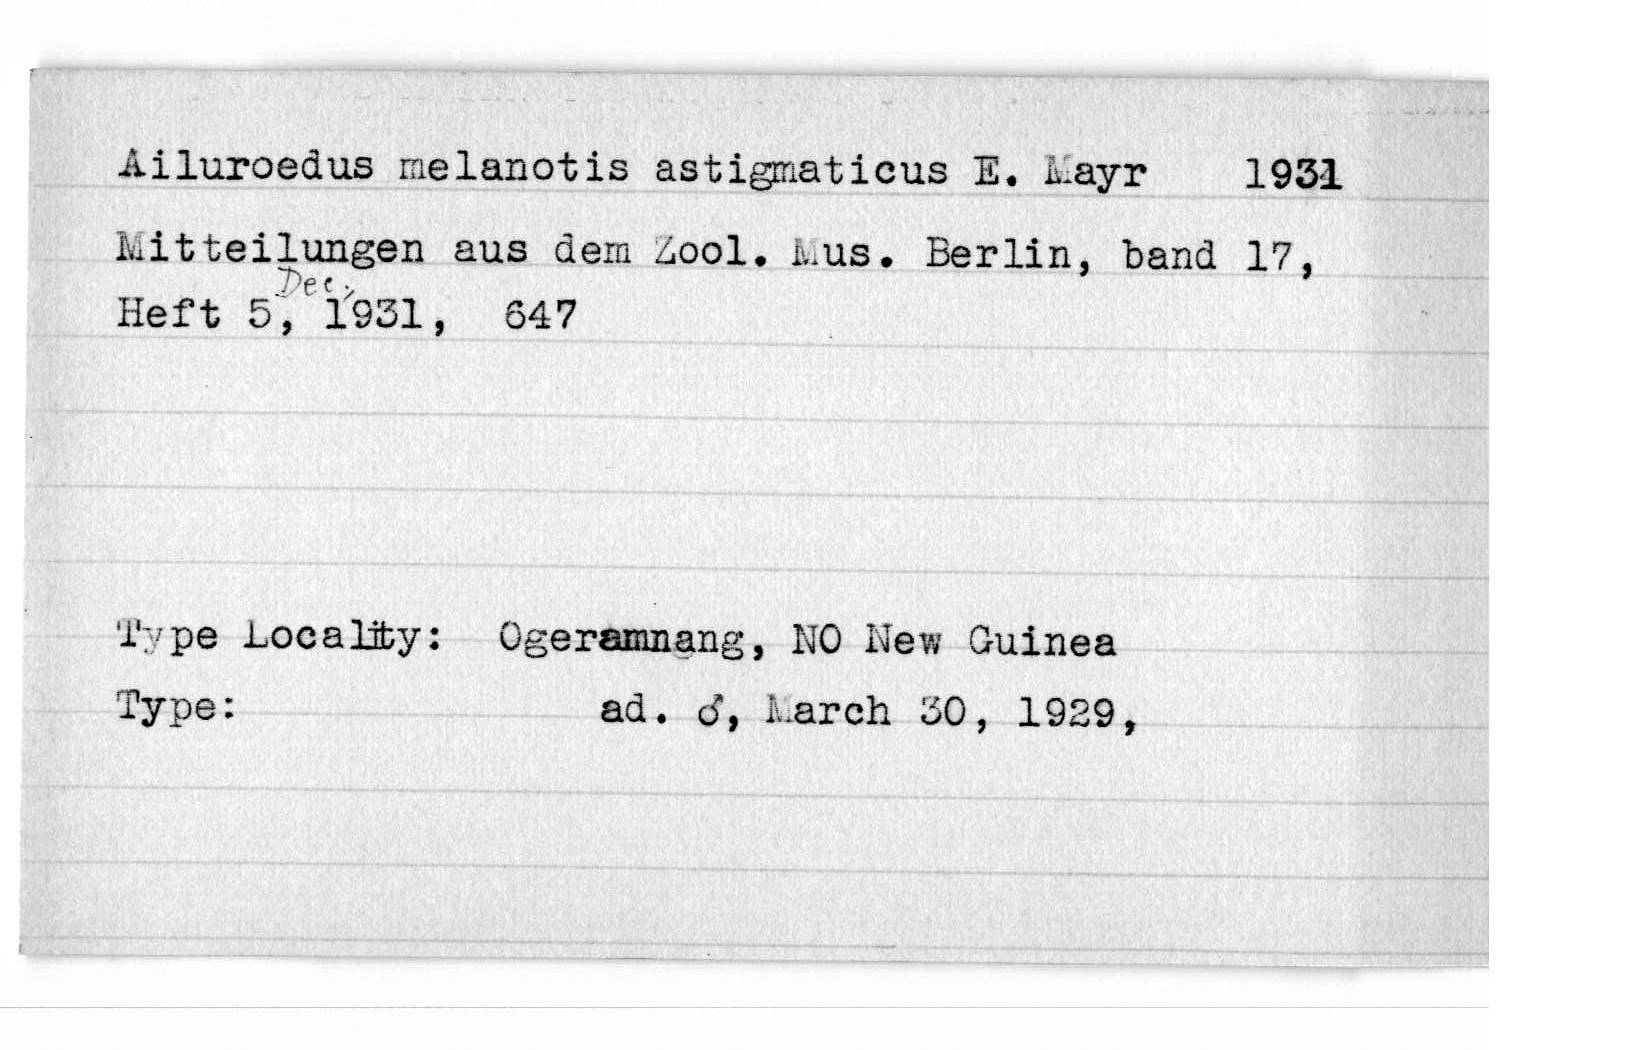 Ailuroedus melanotis astigmaticus E. Mayr 1931
Mitteilungen aus dem Zool. Mus. Berlin, band 17,
Dec.,
Heft 5, 1931, 647
Type Locality: Ogeramnang, NO New Guinea
Type: ad. ♂, March 30, 1929,